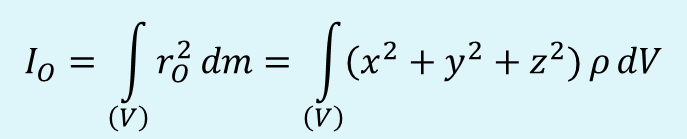 I_O = ∫_(V) r_O^2 dm = ∫_(V) (x^2 + y^2 + z^2) ρ dV